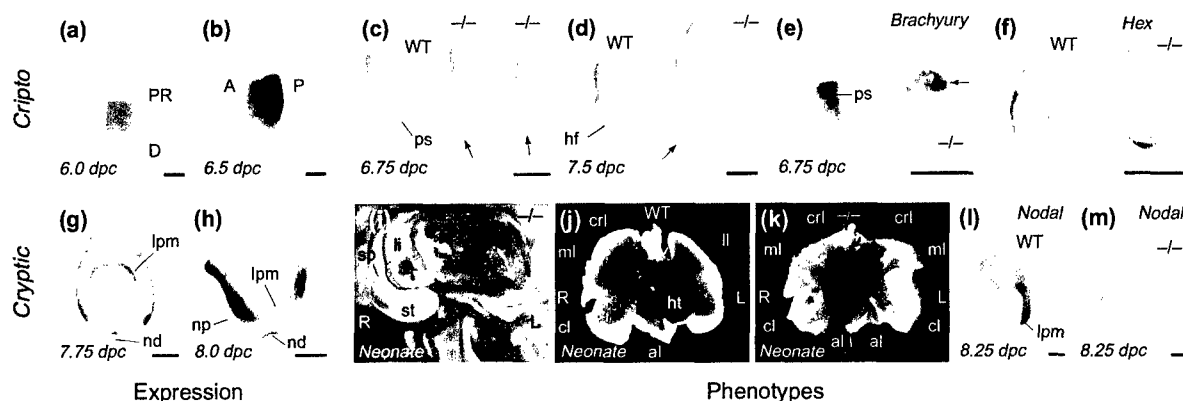 Cripto
(a)
PR
D
6.0 dpc
(b)
A
P
6.5 dpc
(c)
WT
–/–
–/–
ps
6.75 dpc
(d)
WT
–/–
hf
7.5 dpc
(e)
Brachyury
ps
–/–
6.75 dpc
(f)
Hex
WT
–/–
Cryptic
(g)
lpm
nd
7.75 dpc
(h)
lpm
np
nd
8.0 dpc
–/–
sp
li
st
R
L
Neonate
(j)
crl
WT
ml
ll
R
ht
L
cl
al
Neonate
(k)
crl
–/–
crl
ml
ml
R
L
cl
cl
al
al
Neonate
(l)
Nodal
WT
lpm
8.25 dpc
(m)
Nodal
–/–
8.25 dpc
Expression
Phenotypes